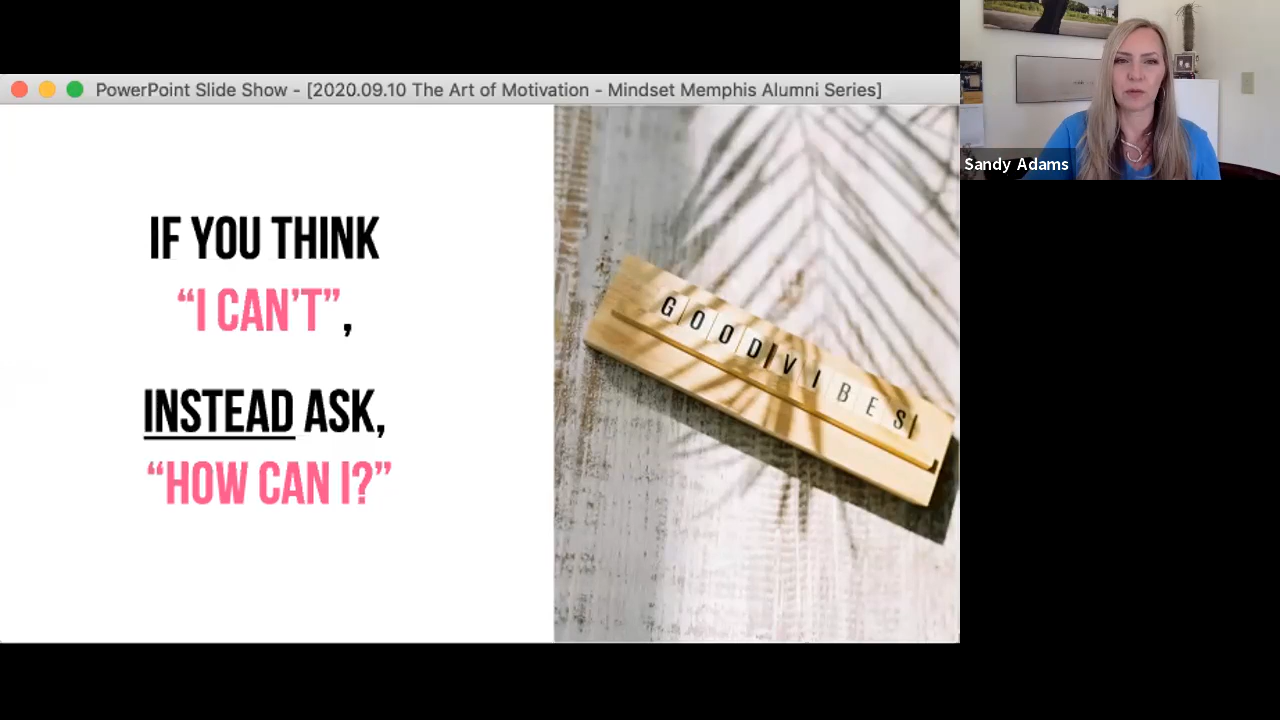 PowerPoint Slide Show - [2020.09.10 The Art of Motivation - Mindset Memphis Alumni Series]
IF YOU THINK
“I CAN’T”,
INSTEAD ASK,
“HOW CAN I?”
GOOD VIBES
Sandy Adams